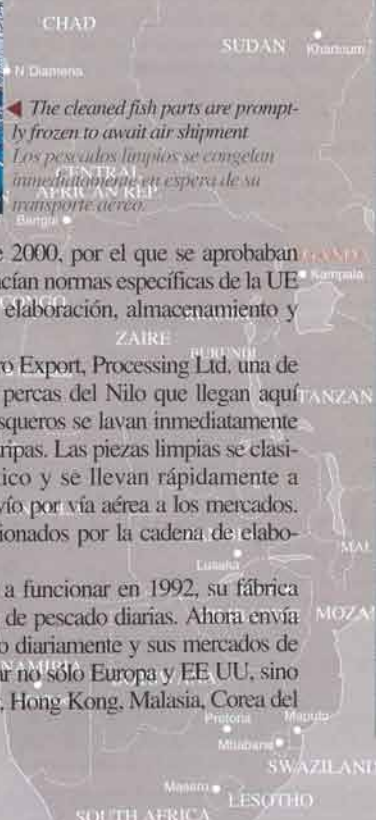 CHAD
SUDAN
Khartoum
N'Diamena
◀ The cleaned fish parts are prompt-
ly frozen to await air shipment
Los pescados limpios se congelan
inmediatamente en espera de su
transporte aéreo.
CENTRAL
AFRICAN REP.
Bangui
e 2000, por el que se aprobaban
ecían normas específicas de la UE
Kampala
elaboración, almacenamiento y
ZAIRE
BURUNDI
ro Export, Processing Ltd. una de
percas del Nilo que llegan aquí
TANZAN
squeros se lavan inmediatamente
ripas. Las piezas limpias se clasi-
ico y se llevan rápidamente a
vío por vía aérea a los mercados.
ionados por la cadena de elabo-
MAL
Lusaka
a funcionar en 1992, su fábrica
de pescado diarias. Ahora envía
MOZA
o diariamente y sus mercados de
NAMIBIA
ar no sólo Europa y EE UU, sino
, Hong Kong, Malasia, Corea del
Pretoria
Maputo
Mbabane
SWAZILAND
Maseru
LESOTHO
SOUTH AFRICA